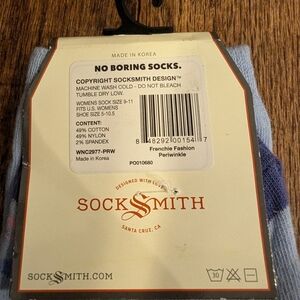 MADE IN KOREA
NO BORING SOCKS.
COPYRIGHT SOCKSMITH DESIGN™
MACHINE WASH COLD - DO NOT BLEACH
TUMBLE DRY LOW.
WOMENS SOCK SIZE 9-11
FITS U.S. WOMENS
SHOE SIZE 5-10.5
CONTENT:
49% COTTON
49% NYLON
2% SPANDEX
WNC2977-PRW
Made in Korea
8 48292 00154 7
Frenchie Fashion
Periwinkle
PO010680
DESIGNED WITH LOVE IN
SOCKSMITH
SANTA CRUZ, CA
SOCKSMITH.COM
30